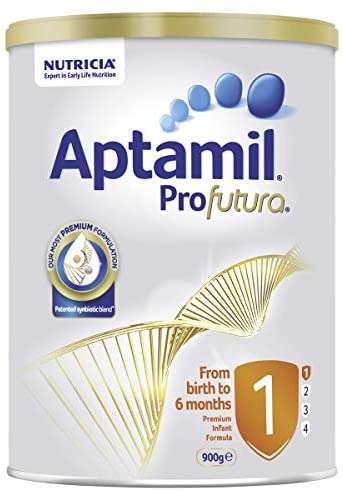 NUTRICIA
Expert in Early Life Nutrition
Aptamil®
Profutura®
OUR MOST PREMIUM FORMULATION
Patented synbiotic blend^
From
birth to
6 months
Premium
Infant
Formula
900g℮
1
1
2
3
4